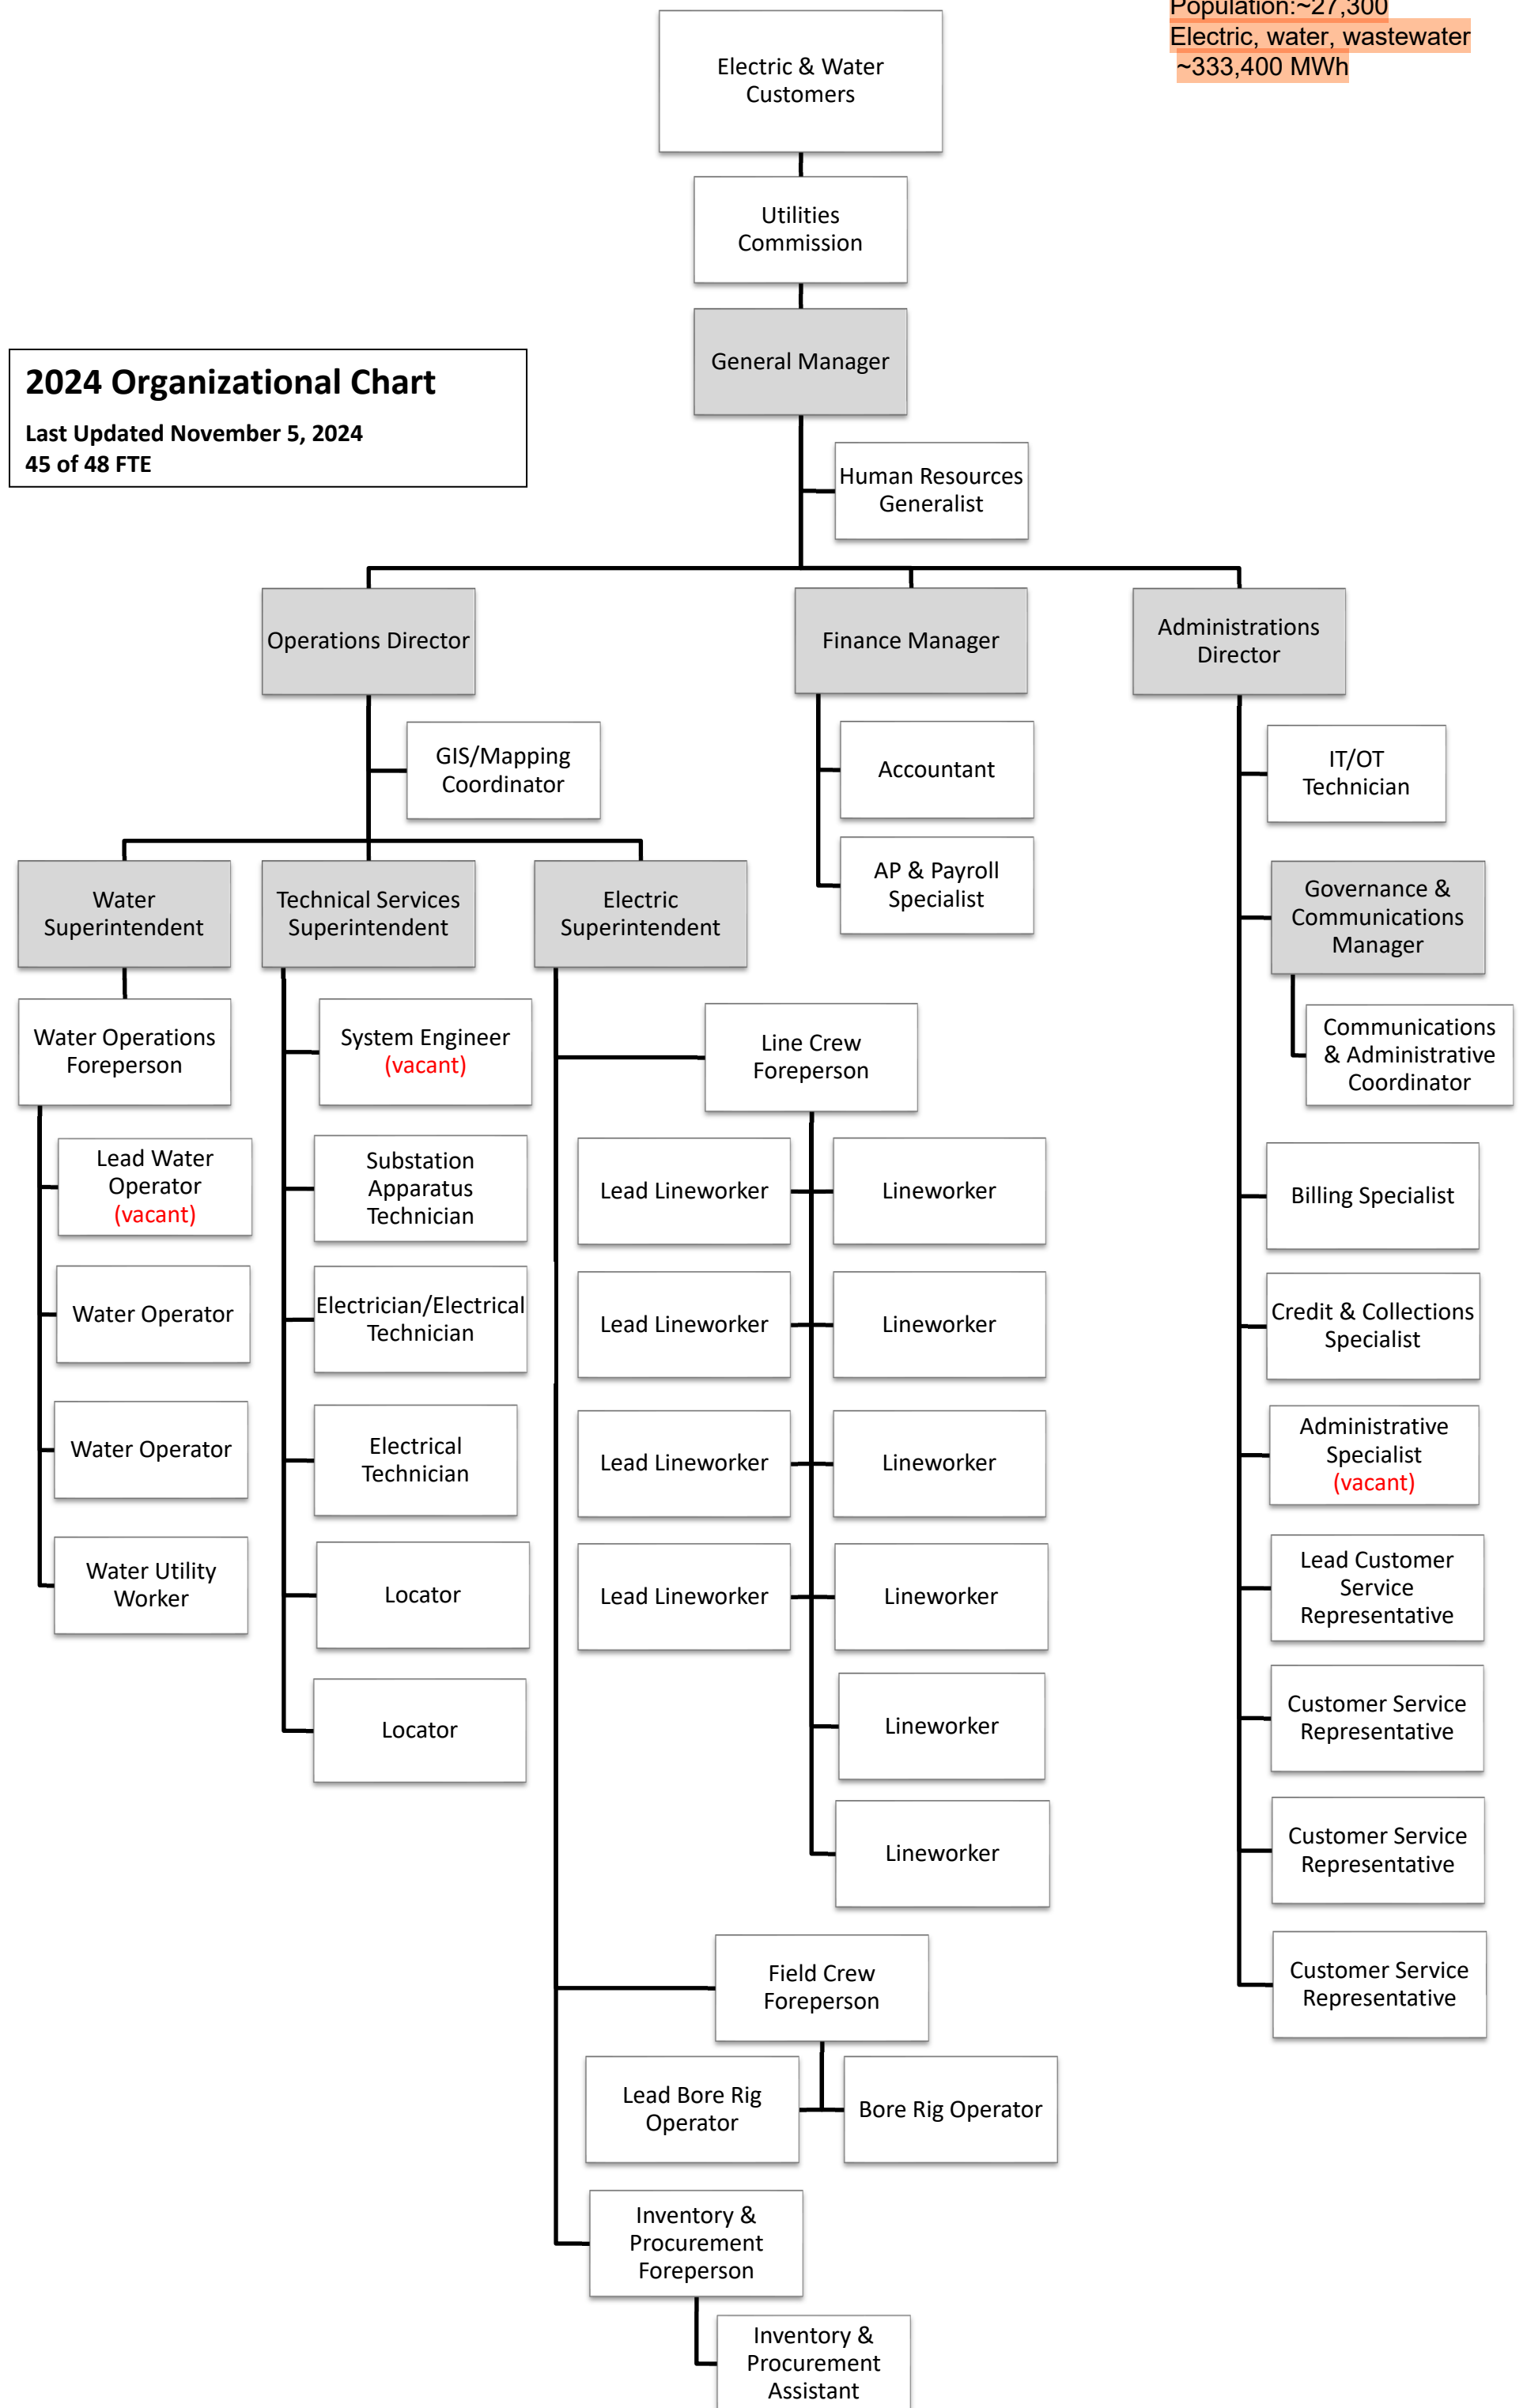 Population:~27,300
Electric, water, wastewater
~333,400 MWh
Electric & Water
Customers
Utilities
Commission
General Manager
2024 Organizational Chart
Last Updated November 5, 2024
45 of 48 FTE
Human Resources
Generalist
Operations Director
Finance Manager
Administrations
Director
GIS/Mapping
Coordinator
Accountant
IT/OT
Technician
AP & Payroll
Specialist
Water
Superintendent
Technical Services
Superintendent
Electric
Superintendent
Governance &
Communications
Manager
Communications
& Administrative
Coordinator
Water Operations
Foreperson
Lead Water
Operator
(vacant)
Water Operator
Water Operator
Water Utility
Worker
System Engineer
(vacant)
Substation
Apparatus
Technician
Electrician/Electrical
Technician
Electrical
Technician
Locator
Locator
Line Crew
Foreperson
Lead Lineworker
Lineworker
Lead Lineworker
Lineworker
Lead Lineworker
Lineworker
Lead Lineworker
Lineworker
Lineworker
Lineworker
Billing Specialist
Credit & Collections
Specialist
Administrative
Specialist
(vacant)
Lead Customer
Service
Representative
Customer Service
Representative
Customer Service
Representative
Customer Service
Representative
Field Crew
Foreperson
Lead Bore Rig
Operator
Bore Rig Operator
Inventory &
Procurement
Foreperson
Inventory &
Procurement
Assistant